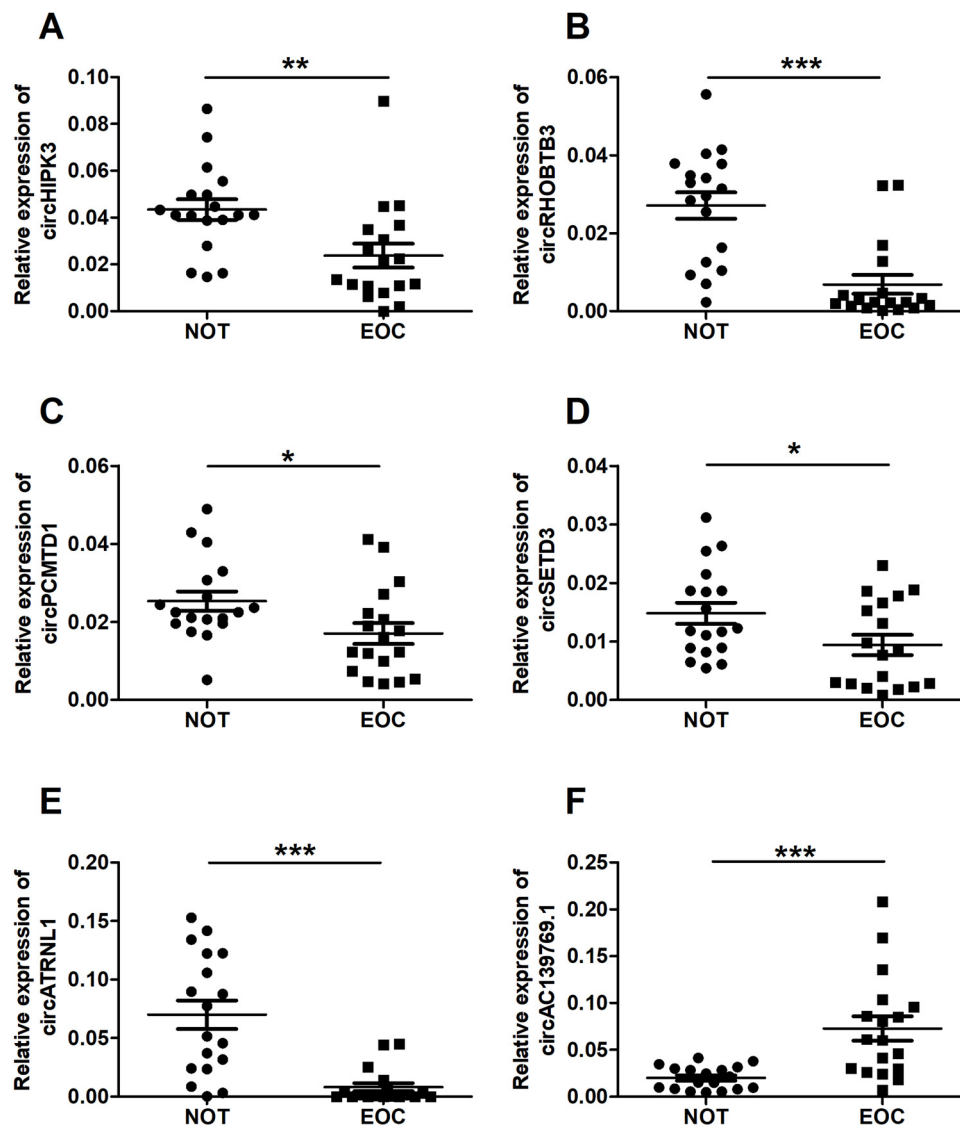 A
Relative expression of
circHIPK3
0.10
0.08
0.06
0.04
0.02
0.00
**
NOT
EOC
B
Relative expression of
circRHOBTB3
0.06
0.04
0.02
0.00
***
NOT
EOC
C
Relative expression of
circPCMTD1
0.06
0.04
0.02
0.00
*
NOT
EOC
D
Relative expression of
circSETD3
0.04
0.03
0.02
0.01
0.00
*
NOT
EOC
E
Relative expression of
circATRNL1
0.20
0.15
0.10
0.05
0.00
***
NOT
EOC
F
Relative expression of
circAC139769.1
0.25
0.20
0.15
0.10
0.05
0.00
***
NOT
EOC